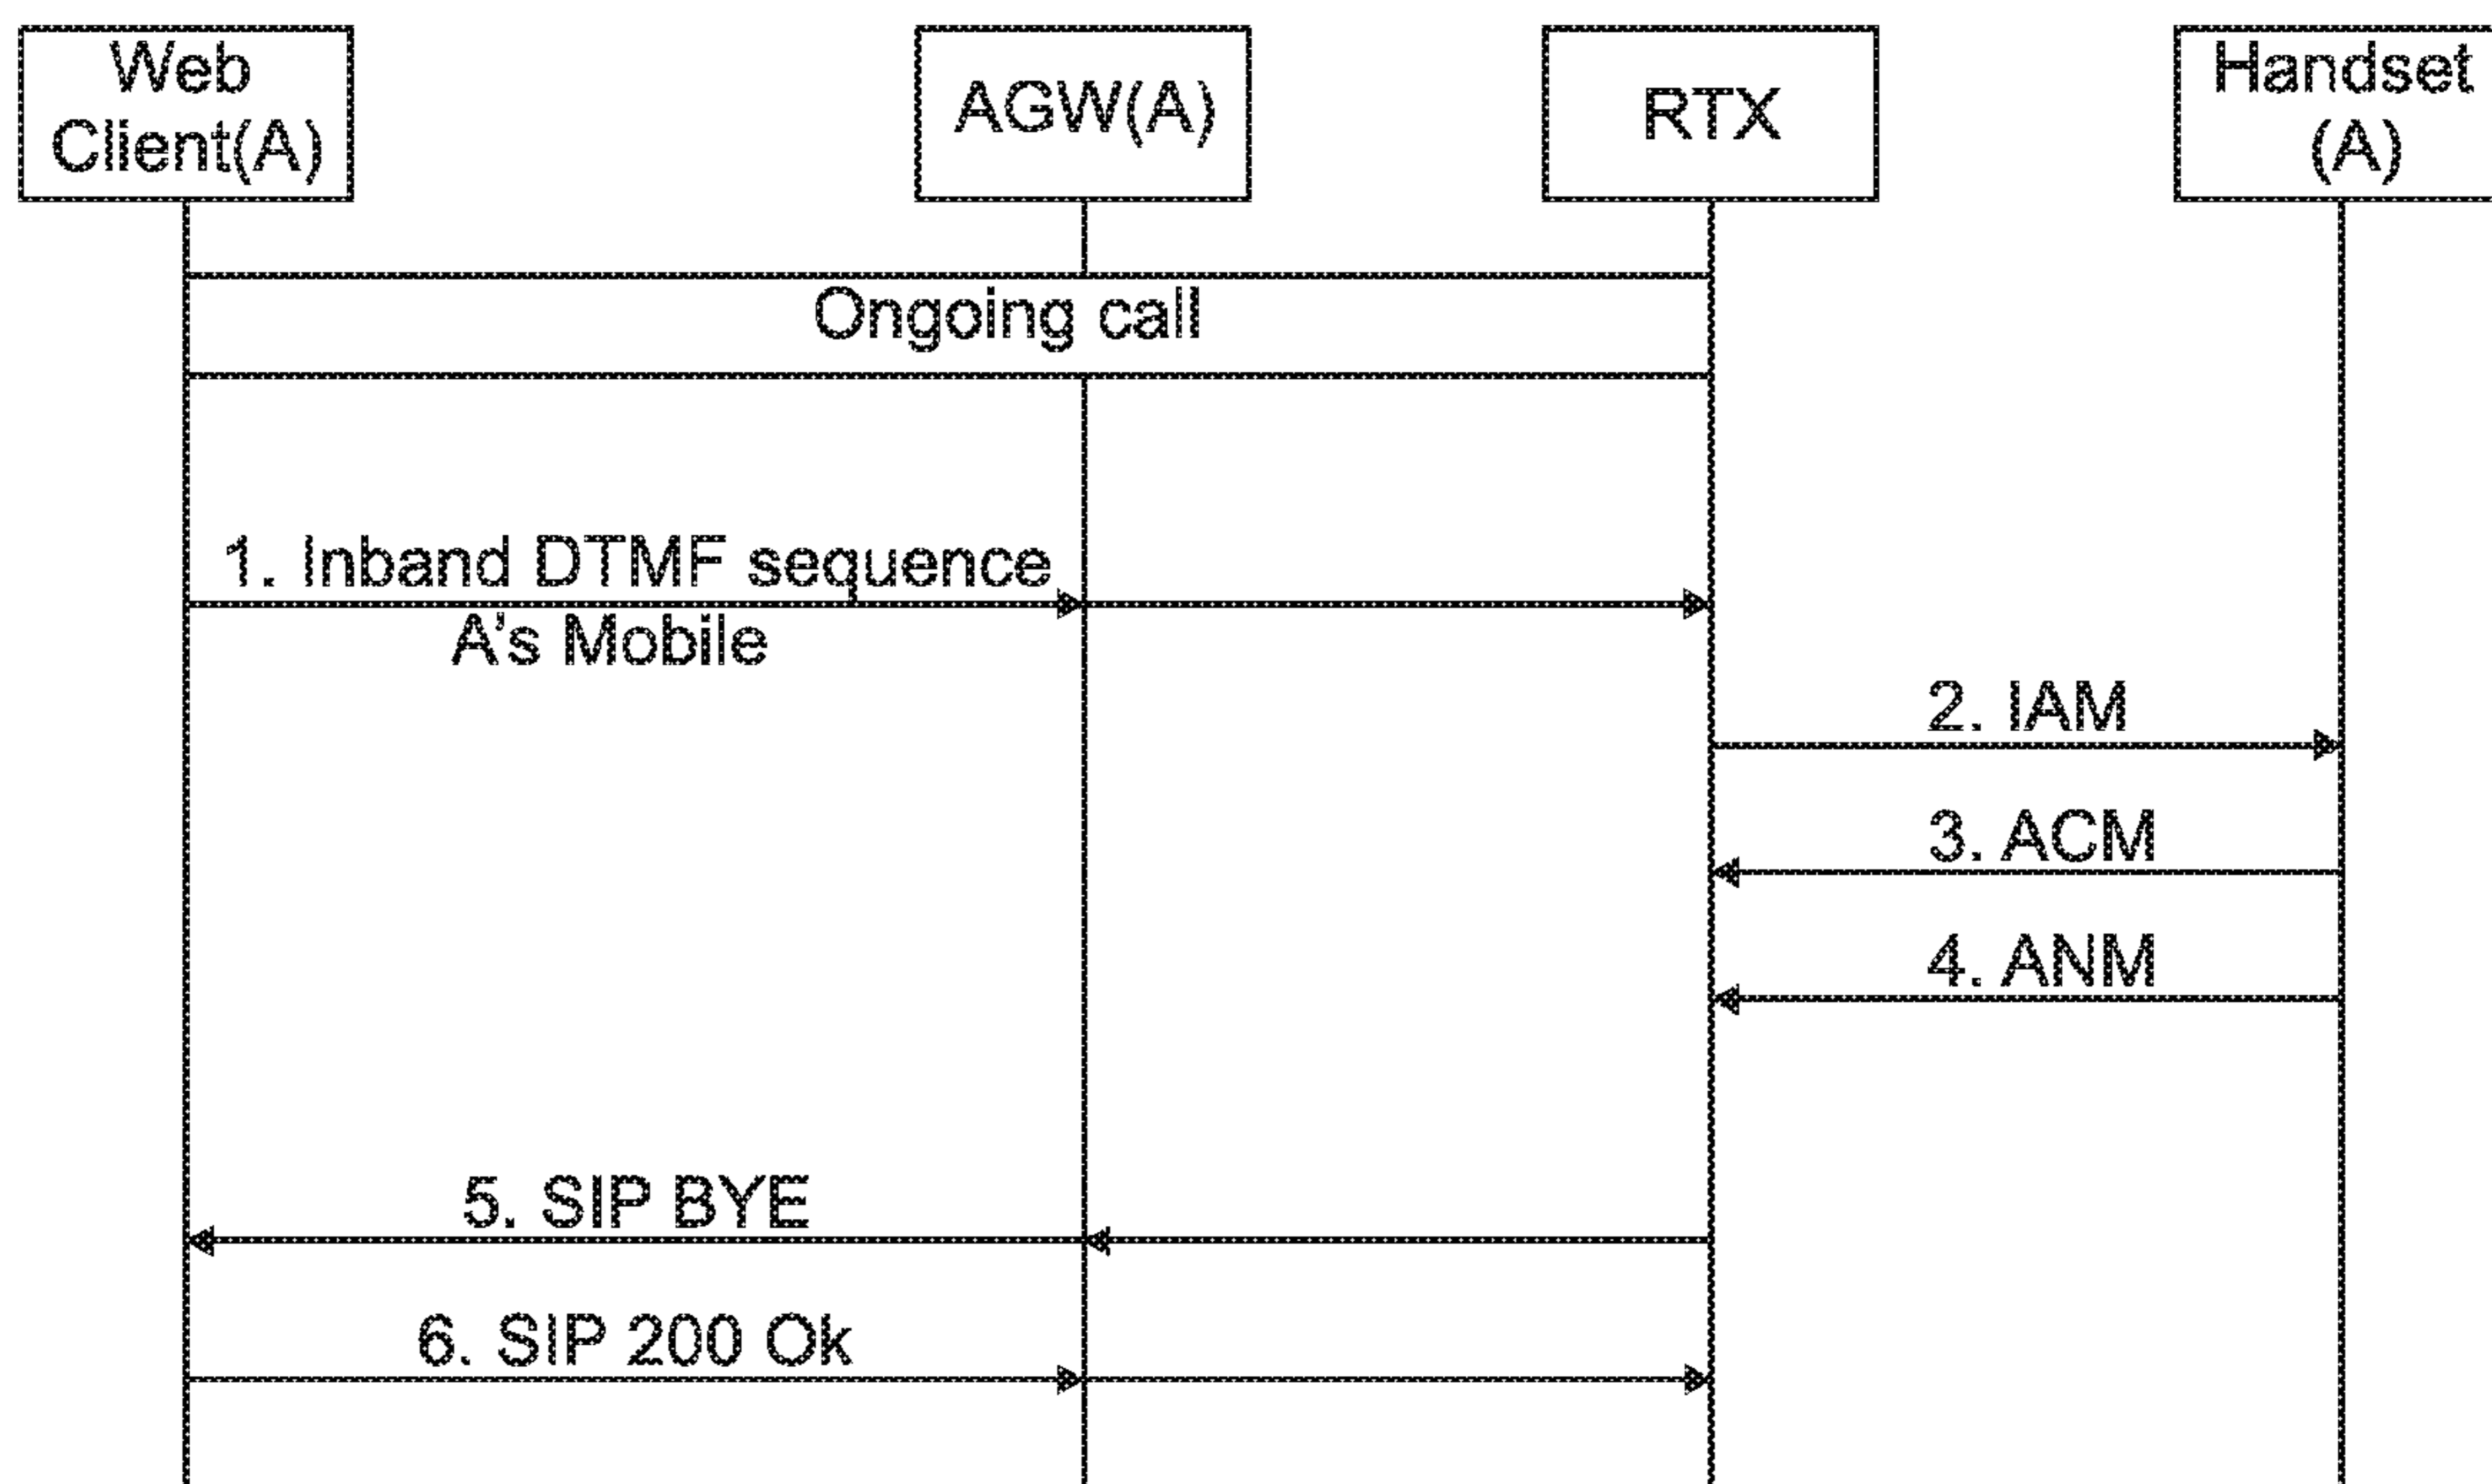 Web
Client(A)
AGW(A)
RTX
Handset
(A)
Ongoing call
1. Inband DTMF sequence
A's Mobile
2. IAM
3. ACM
4. ANM
5. SIP BYE
6. SIP 200 Ok